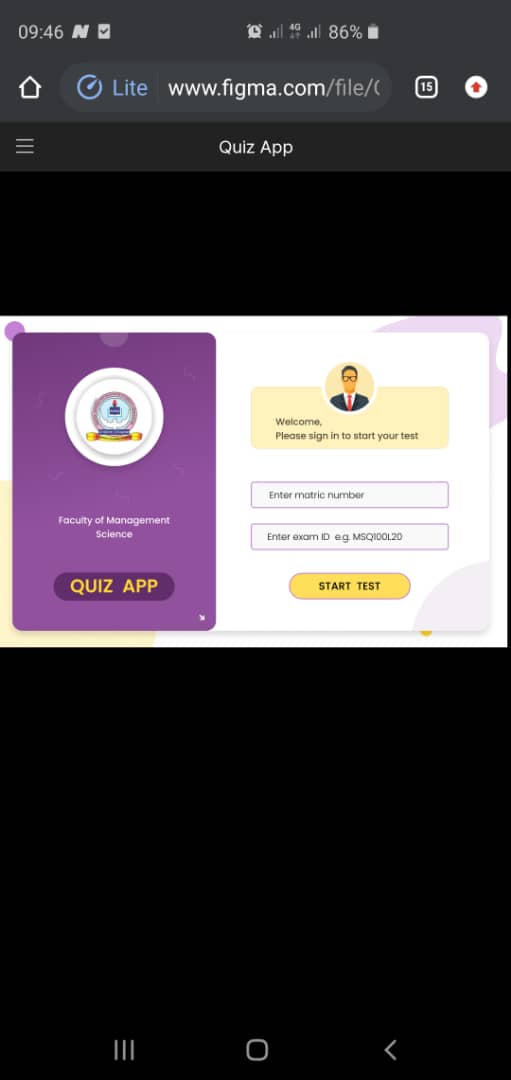 09:46
4G
86%
Lite
www.figma.com/file/
15
Quiz App
Welcome,
Please sign in to start your test
Enter matric number
Faculty of Management
Science
Enter exam ID e.g. MSQ100L20
QUIZ APP
START TEST